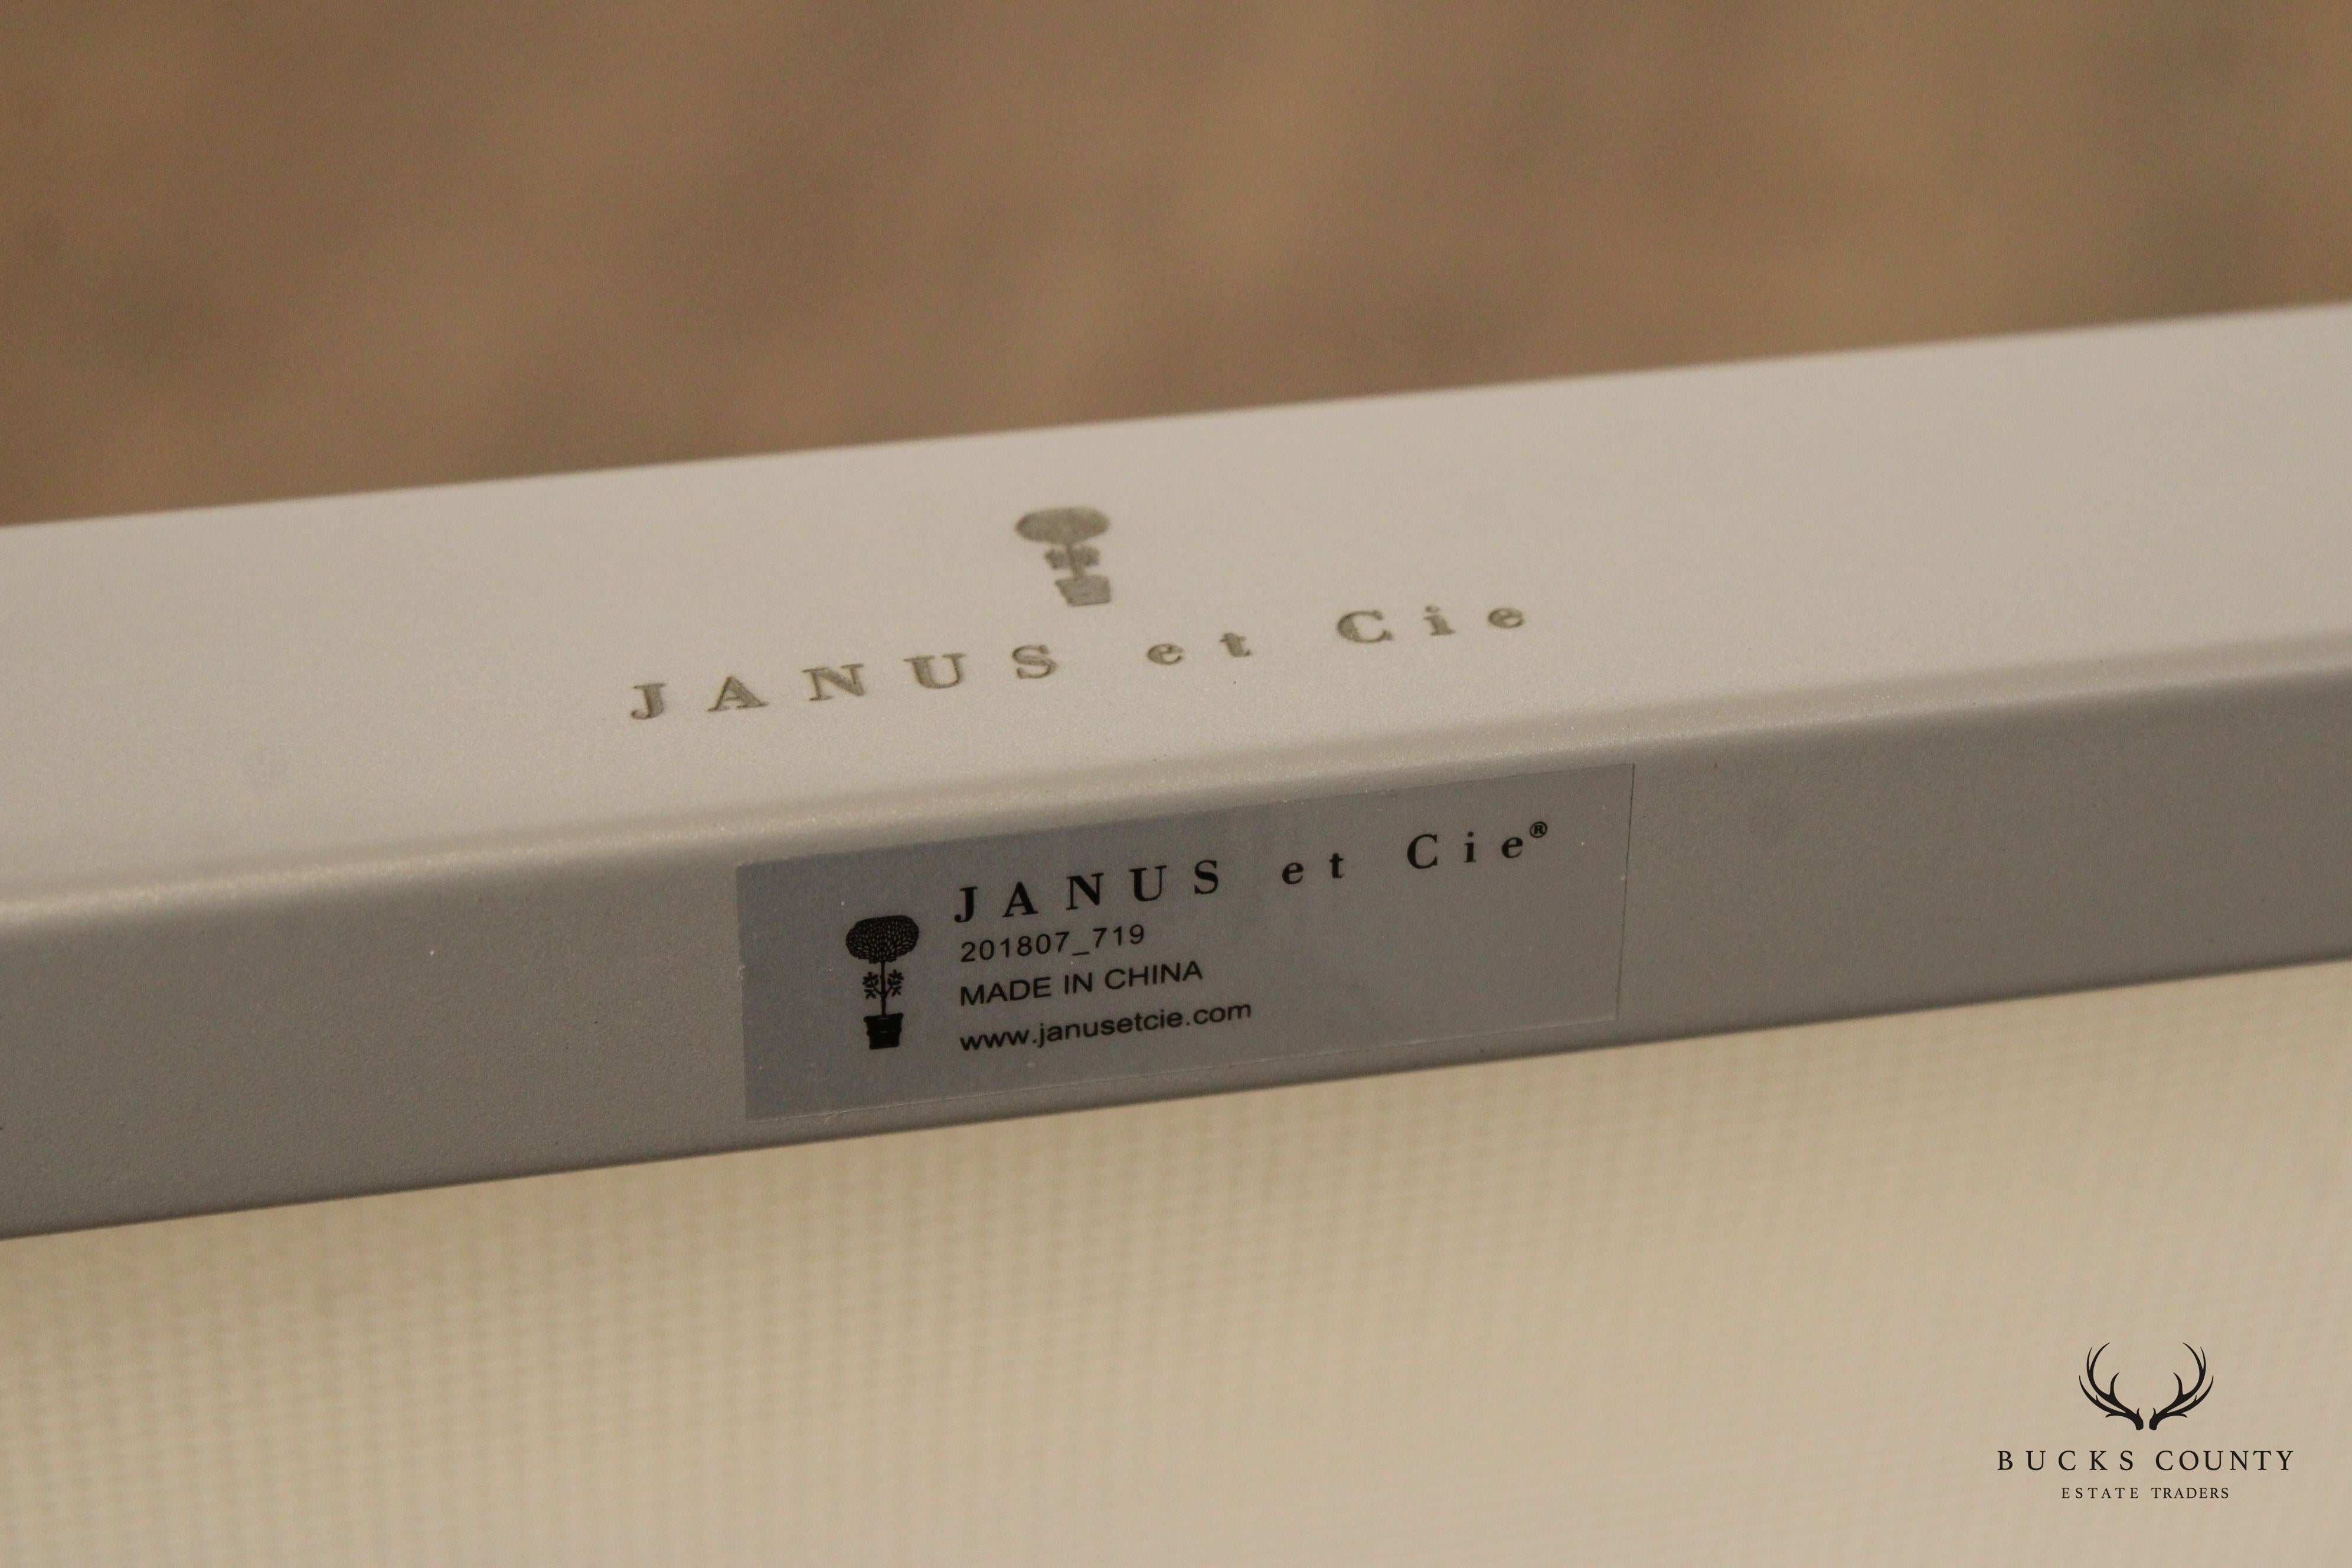 JANUS et Cie
JANUS et Cie®
201807_719
MADE IN CHINA
www.janusetcie.com
BUCKS COUNTY
ESTATE TRADERS